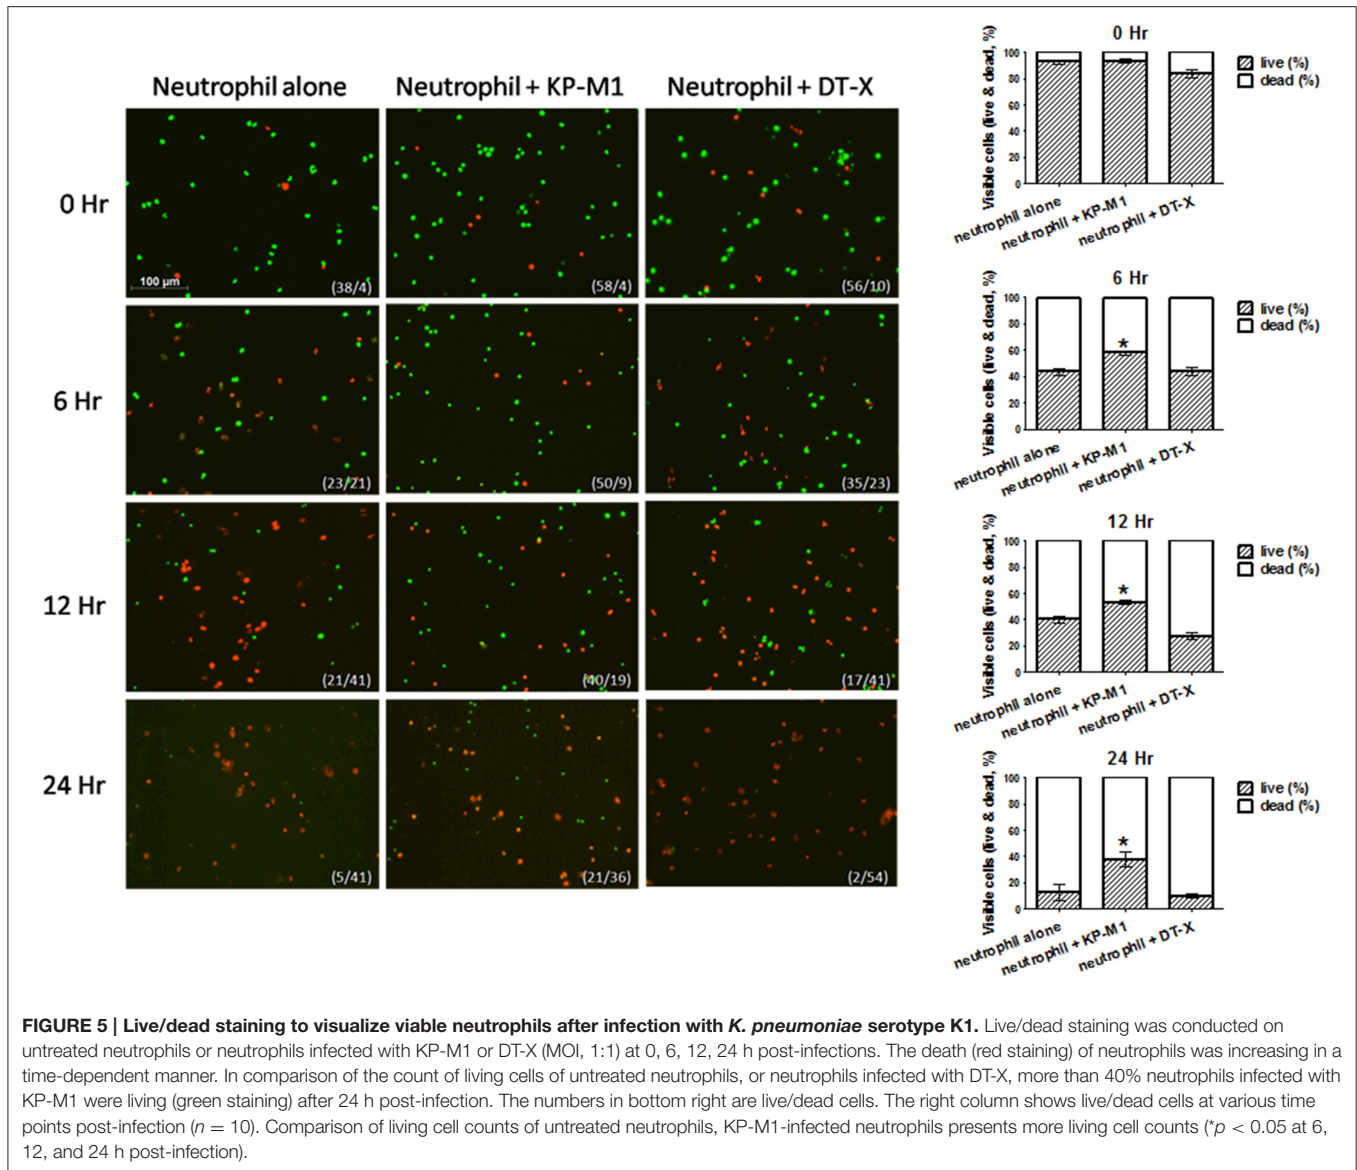 Neutrophil alone
Neutrophil + KP-M1
Neutrophil + DT-X
0 Hr
100 µm
(38/4)
(58/4)
(56/10)
6 Hr
(23/21)
(50/9)
(35/23)
12 Hr
(21/41)
(40/19)
(17/41)
24 Hr
(5/41)
(21/36)
(2/54)
0 Hr
Visible cells (live & dead, %)
100
80
60
40
20
0
live (%)
dead (%)
neutrophil alone
neutrophil + KP-M1
neutrophil + DT-X
6 Hr
Visible cells (live & dead, %)
100
80
60
40
20
0
*
live (%)
dead (%)
neutrophil alone
neutrophil + KP-M1
neutrophil + DT-X
12 Hr
Visible cells (live & dead, %)
100
80
60
40
20
0
*
live (%)
dead (%)
neutrophil alone
neutrophil + KP-M1
neutrophil + DT-X
24 Hr
Visible cells (live & dead, %)
100
80
60
40
20
0
*
live (%)
dead (%)
neutrophil alone
neutrophil + KP-M1
neutrophil + DT-X
FIGURE 5 | Live/dead staining to visualize viable neutrophils after infection with K. pneumoniae serotype K1. Live/dead staining was conducted on
untreated neutrophils or neutrophils infected with KP-M1 or DT-X (MOI, 1:1) at 0, 6, 12, 24 h post-infections. The death (red staining) of neutrophils was increasing in a
time-dependent manner. In comparison of the count of living cells of untreated neutrophils, or neutrophils infected with DT-X, more than 40% neutrophils infected with
KP-M1 were living (green staining) after 24 h post-infection. The numbers in bottom right are live/dead cells. The right column shows live/dead cells at various time
points post-infection (n = 10). Comparison of living cell counts of untreated neutrophils, KP-M1-infected neutrophils presents more living cell counts (*p < 0.05 at 6,
12, and 24 h post-infection).